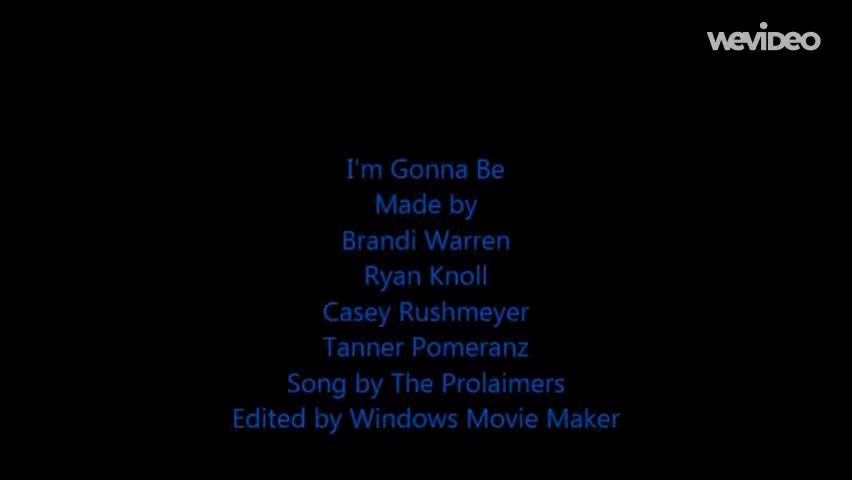 WEVIDEO
I'm Gonna Be
Made by
Brandi Warren
Ryan Knoll
Casey Rushmeyer
Tanner Pomeranz
Song by The Prolaimers
Edited by Windows Movie Maker